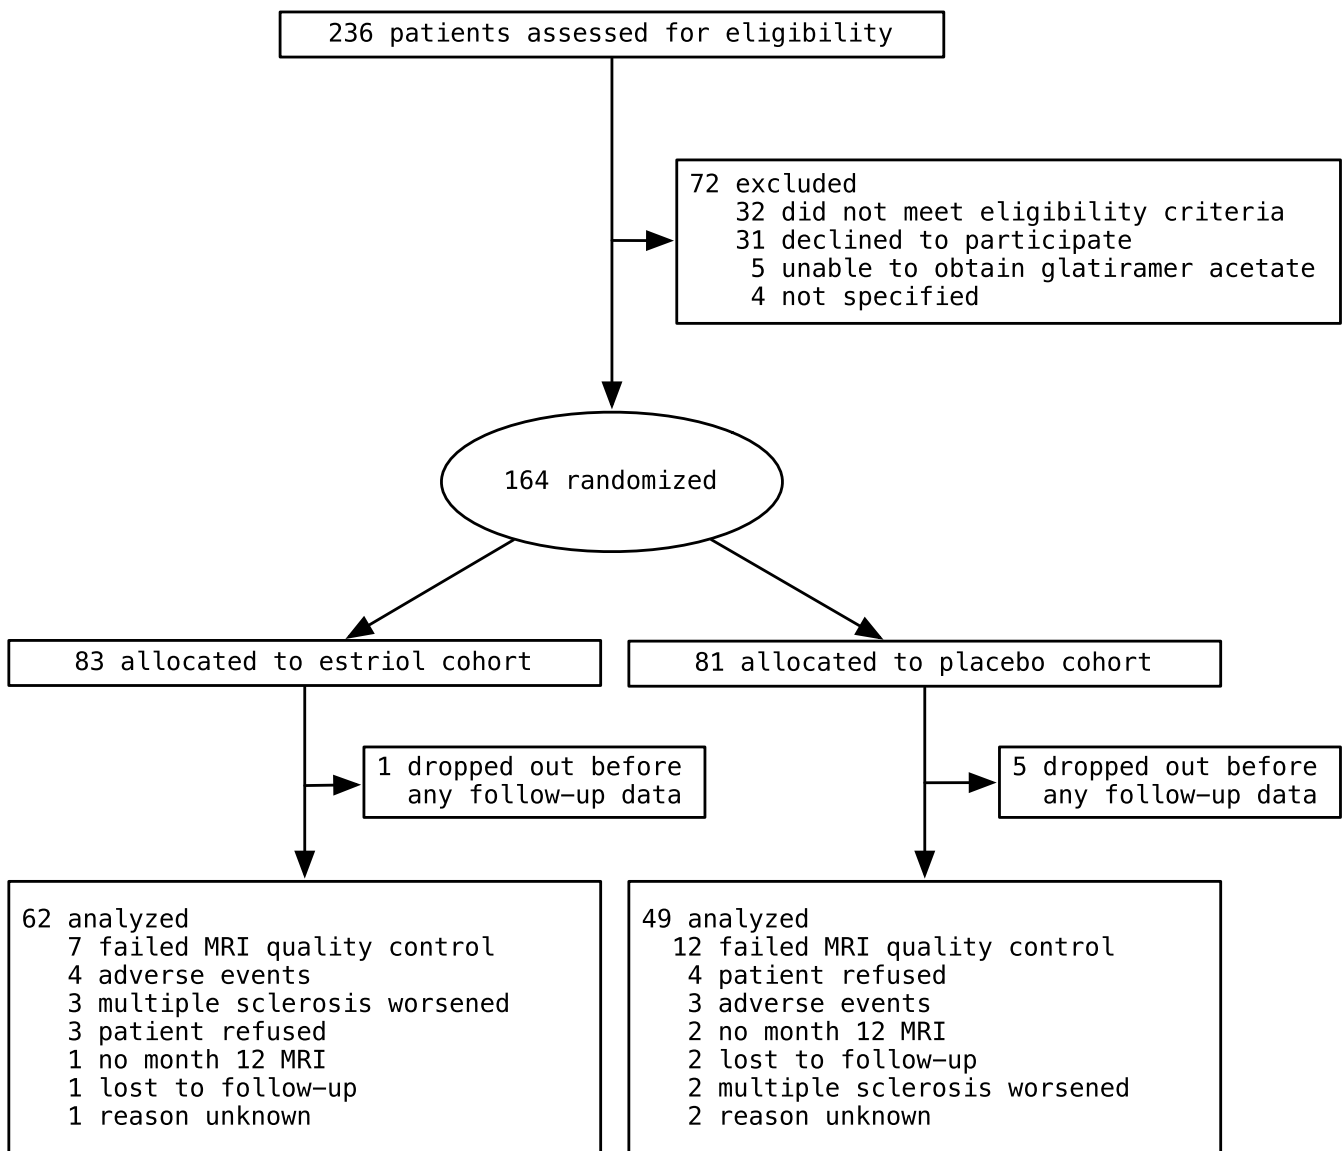 236 patients assessed for eligibility
72 excluded
32 did not meet eligibility criteria
31 declined to participate
5 unable to obtain glatiramer acetate
4 not specified
164 randomized
83 allocated to estriol cohort
81 allocated to placebo cohort
1 dropped out before
any follow-up data
5 dropped out before
any follow-up data
62 analyzed
7 failed MRI quality control
4 adverse events
3 multiple sclerosis worsened
3 patient refused
1 no month 12 MRI
1 lost to follow-up
1 reason unknown
49 analyzed
12 failed MRI quality control
4 patient refused
3 adverse events
2 no month 12 MRI
2 lost to follow-up
2 multiple sclerosis worsened
2 reason unknown